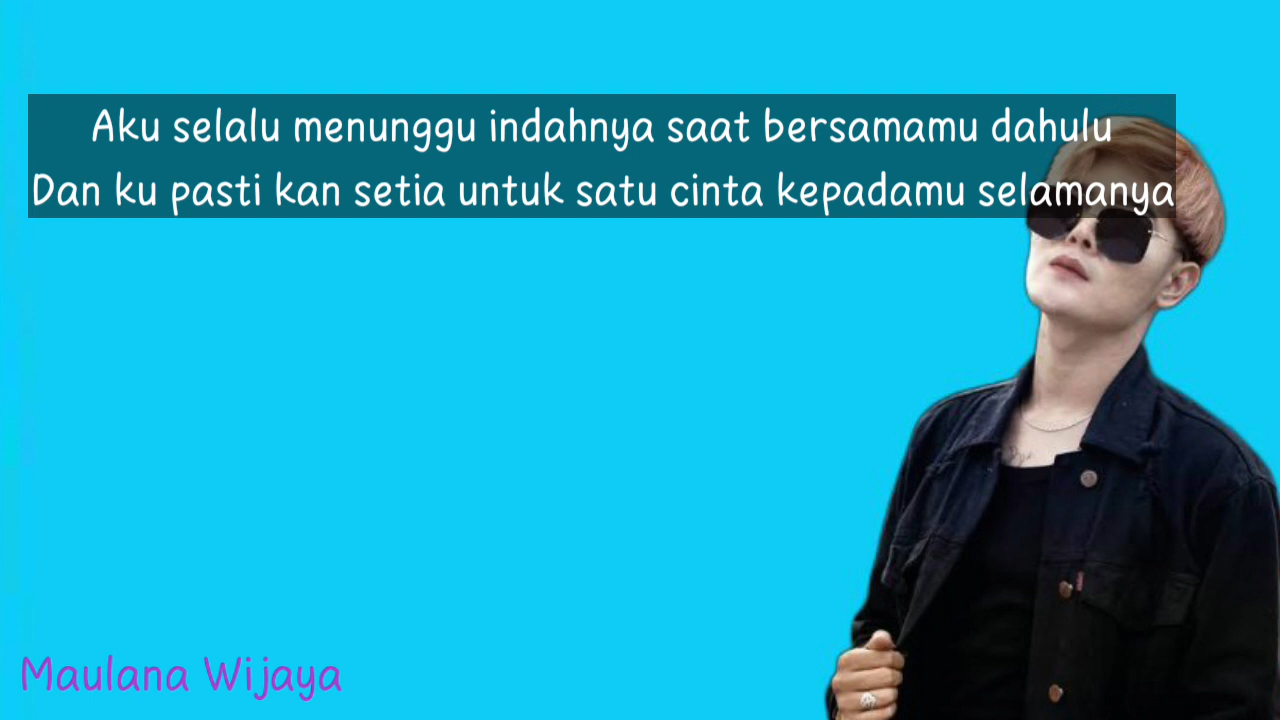 Aku selalu menunggu indahnya saat bersamamu dahulu
Dan ku pasti kan setia untuk satu cinta kepadamu selamanya
Maulana Wijaya